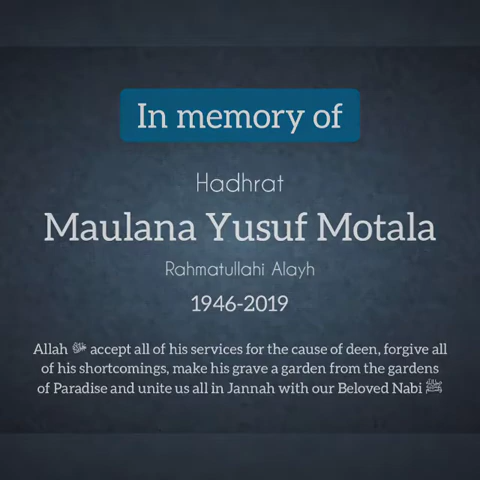 In memory of
Hadhrat
Maulana Yusuf Motala
Rahmatullahi Alayh
1946-2019
Allah ﷻ accept all of his services for the cause of deen, forgive all
of his shortcomings, make his grave a garden from the gardens
of Paradise and unite us all in Jannah with our Beloved Nabi ﷺ